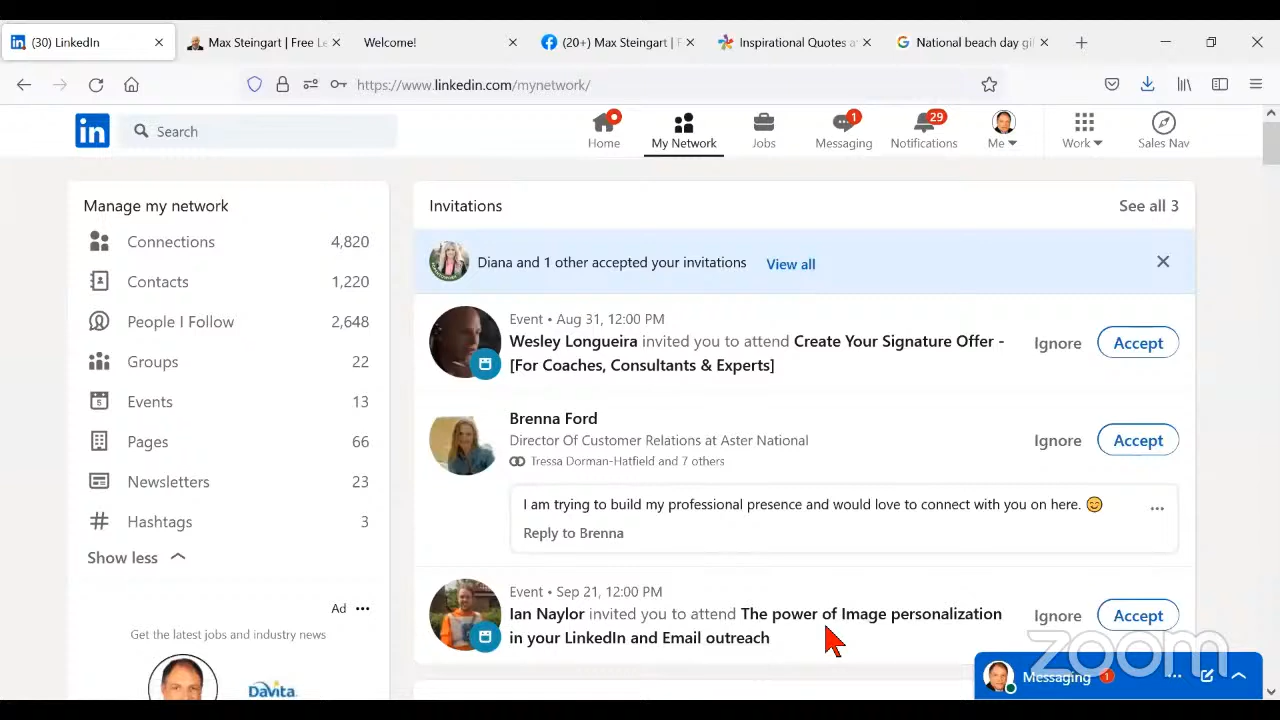 (30) LinkedIn
Max Steingart | Free Le
Welcome!
(20+) Max Steingart | F
Inspirational Quotes a
National beach day gi
https://www.linkedin.com/mynetwork/
in
Search
Home
My Network
Jobs
1
Messaging
29
Notifications
Me
Work
Sales Nav
Manage my network
Connections 4,820
Contacts 1,220
People I Follow 2,648
Groups 22
Events 13
Pages 66
Newsletters 23
Hashtags 3
Show less
Ad
Get the latest jobs and industry news
DaVita
Invitations
See all 3
Diana and 1 other accepted your invitations View all
Event • Aug 31, 12:00 PM
Wesley Longueira invited you to attend Create Your Signature Offer -
[For Coaches, Consultants & Experts]
Ignore
Accept
Brenna Ford
Director Of Customer Relations at Aster National
Tressa Dorman-Hatfield and 7 others
Ignore
Accept
I am trying to build my professional presence and would love to connect with you on here. 😊
Reply to Brenna
Event • Sep 21, 12:00 PM
Ian Naylor invited you to attend The power of Image personalization
in your LinkedIn and Email outreach
Ignore
Accept
zoom
Messaging 1